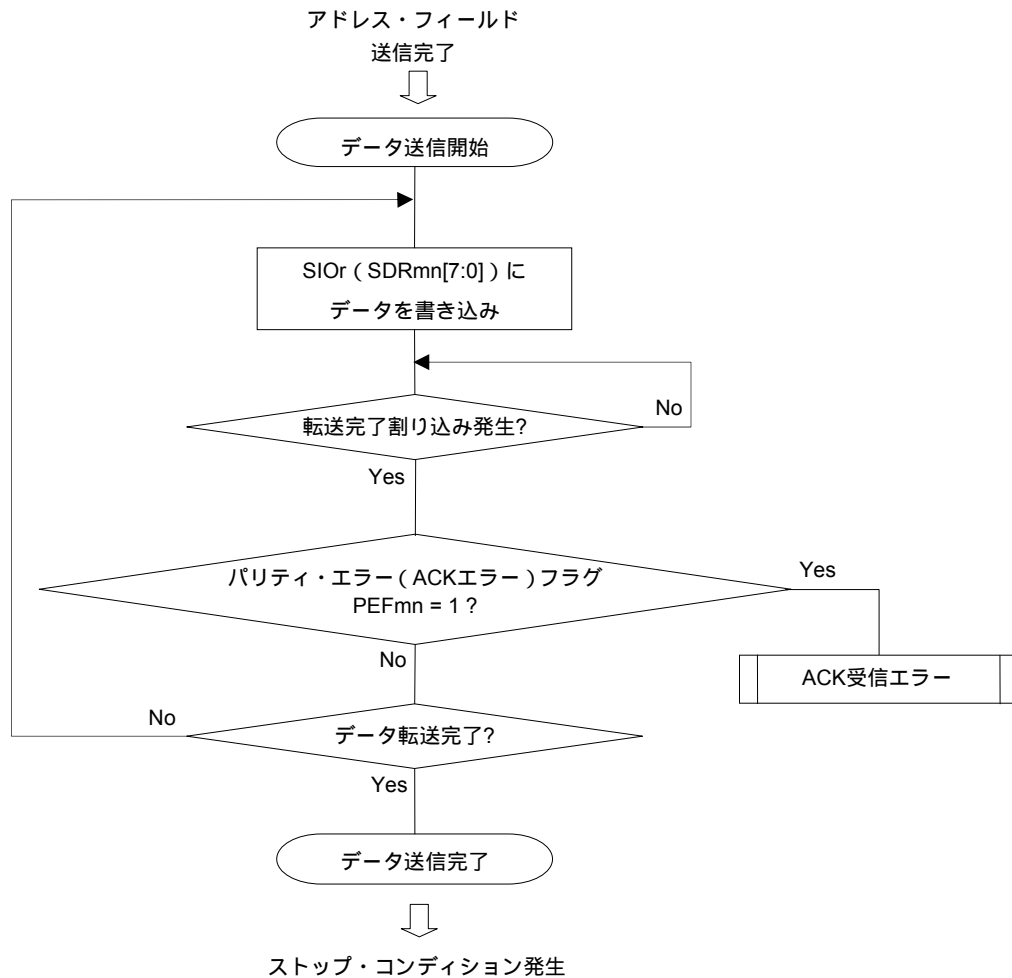 アドレス・フィールド
送信完了
データ送信開始
SIOr（SDRmn[7:0]）に
データを書き込み
No
転送完了割り込み発生?
Yes
パリティ・エラー（ACKエラー）フラグ
PEFmn = 1？
Yes
No
ACK受信エラー
No
データ転送完了?
Yes
データ送信完了
ストップ・コンディション発生